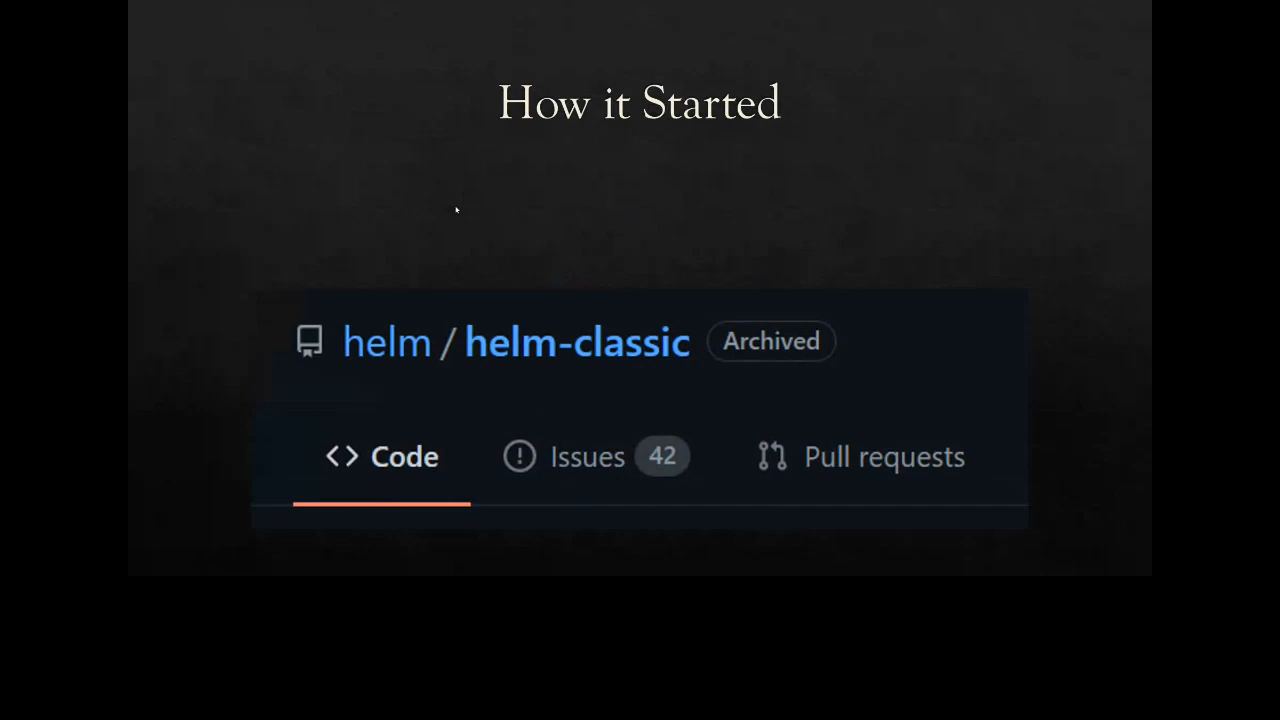 How it Started
helm / helm-classic Archived
Code Issues 42 Pull requests